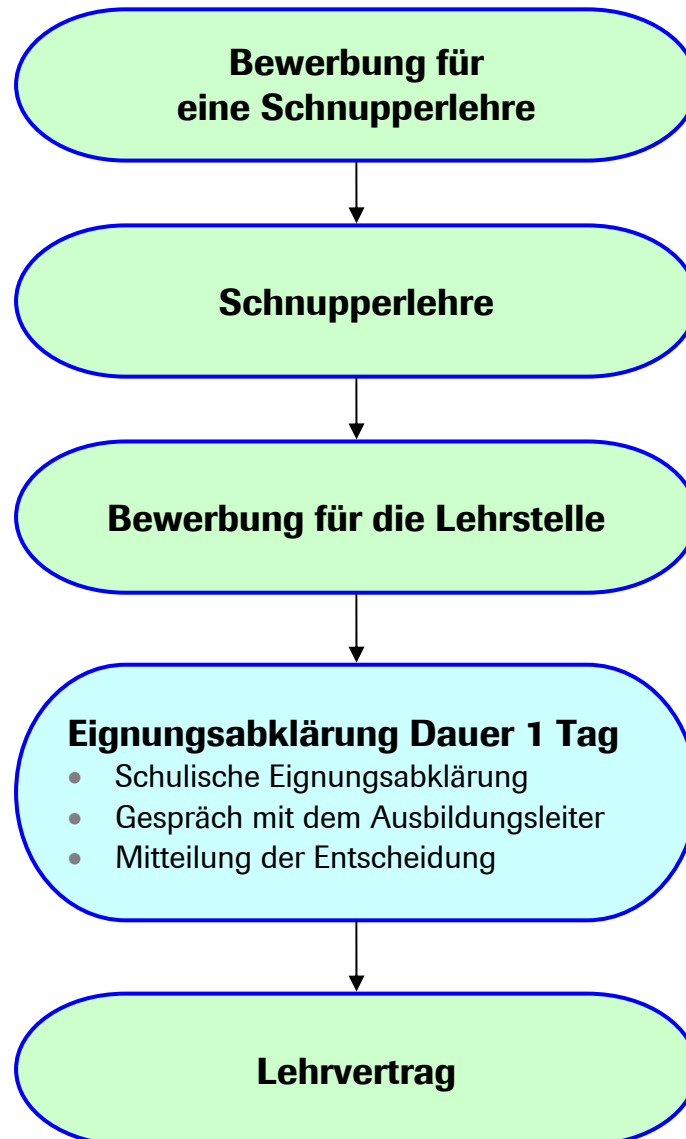 Bewerbung für
eine Schnupperlehre
Schnupperlehre
Bewerbung für die Lehrstelle
Eignungsabklärung Dauer 1 Tag
• Schulische Eignungsabklärung
• Gespräch mit dem Ausbildungsleiter
• Mitteilung der Entscheidung
Lehrvertrag